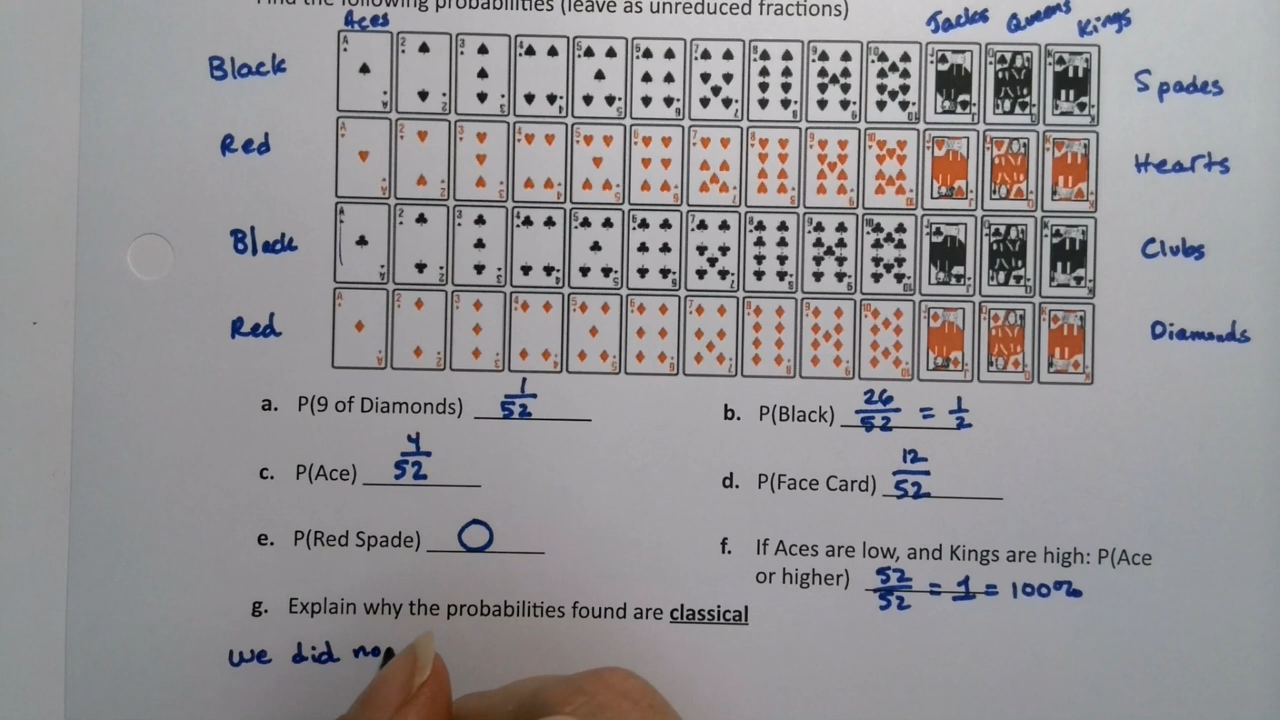 Find the following probabilities (leave as unreduced fractions)
Aces Jacks Queens Kings
Black Spades
Red Hearts
Black Clubs
Red Diamonds
a. P(9 of Diamonds) 1/52 b. P(Black) 26/52 = 1/2
c. P(Ace) 4/52 d. P(Face Card) 12/52
e. P(Red Spade) 0 f. If Aces are low, and Kings are high: P(Ace
or higher) 52/52 = 1 = 100%
g. Explain why the probabilities found are classical
we did no